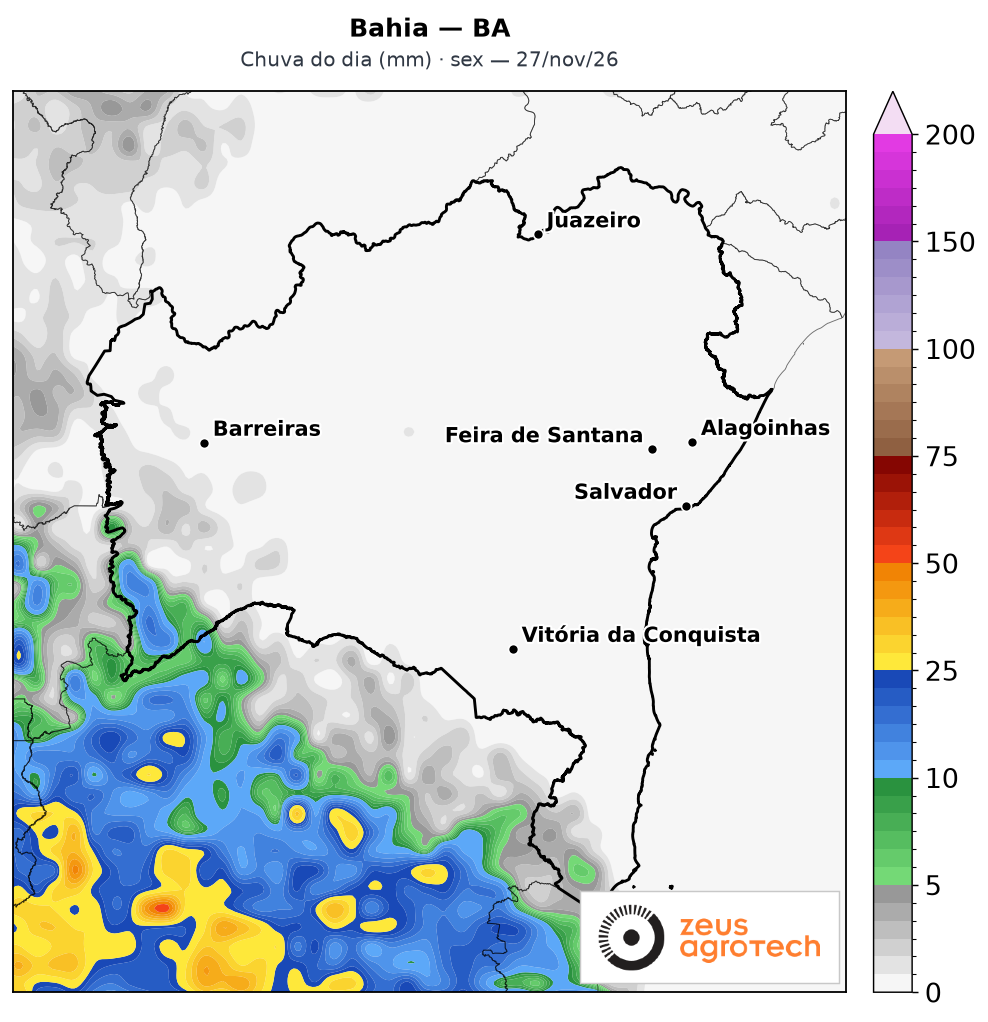 Bahia — BA
Chuva do dia (mm) · sex — 27/nov/26
Juazeiro
Barreiras
Feira de Santana
Alagoinhas
Salvador
Vitória da Conquista
200
150
100
75
50
25
10
5
0
zeus
agrotech